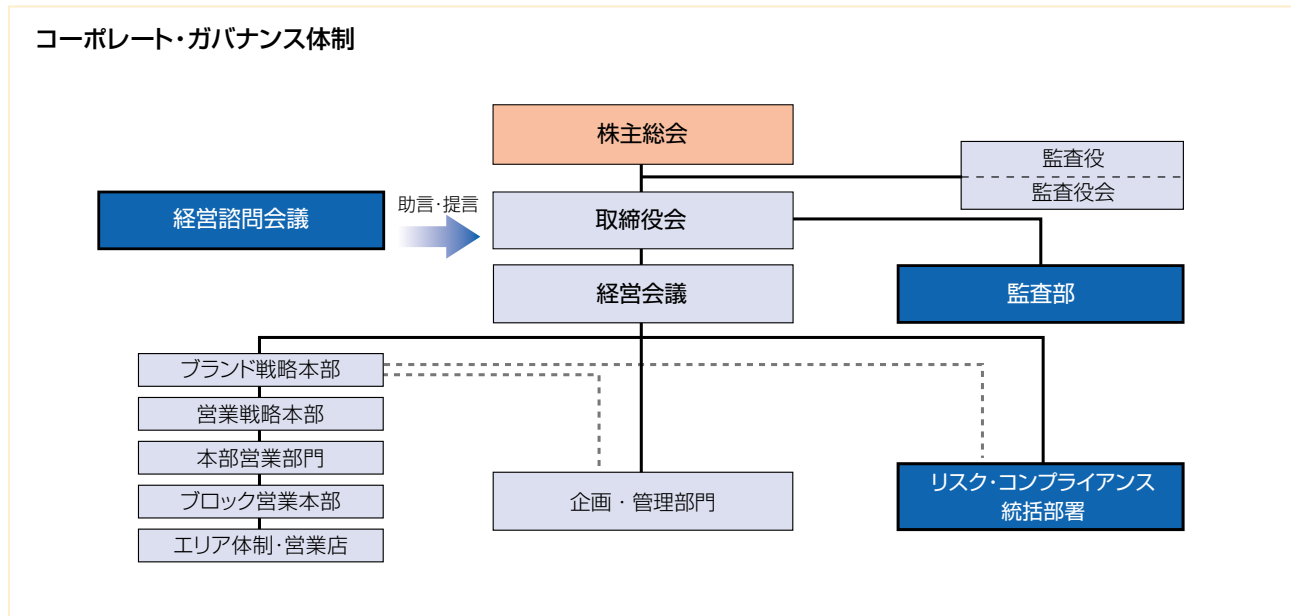 コーポレート・ガバナンス体制
株主総会
監査役
監査役会
経営諮問会議
助言・提言
取締役会
経営会議
監査部
ブランド戦略本部
営業戦略本部
本部営業部門
ブロック営業本部
エリア体制・営業店
企画・管理部門
リスク・コンプライアンス
統括部署